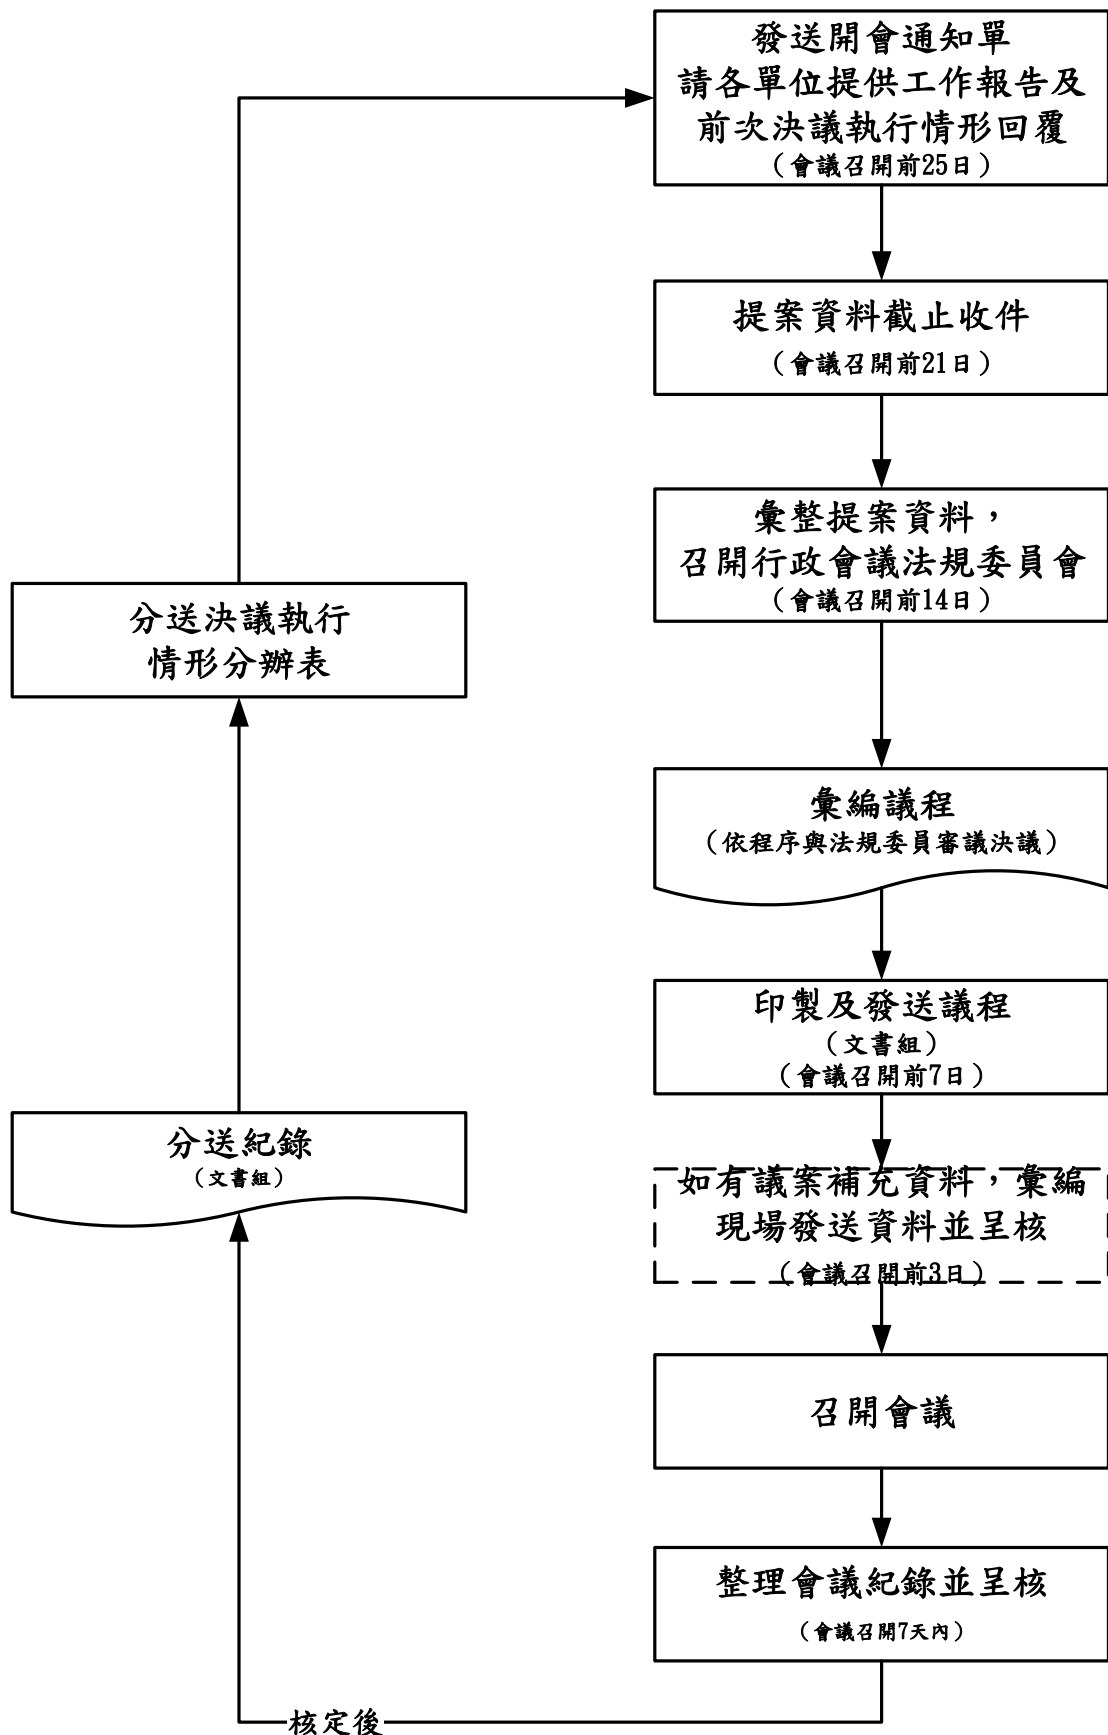 發送開會通知單
請各單位提供工作報告及
前次決議執行情形回覆
（會議召開前25日）
提案資料截止收件
（會議召開前21日）
彙整提案資料，
召開行政會議法規委員會
（會議召開前14日）
彙編議程
（依程序與法規委員審議決議）
印製及發送議程
（文書組）
（會議召開前7日）
如有議案補充資料，彙編
現場發送資料並呈核
（會議召開前3日）
召開會議
整理會議紀錄並呈核
（會議召開7天內）
核定後
分送紀錄
（文書組）
分送決議執行
情形分辦表